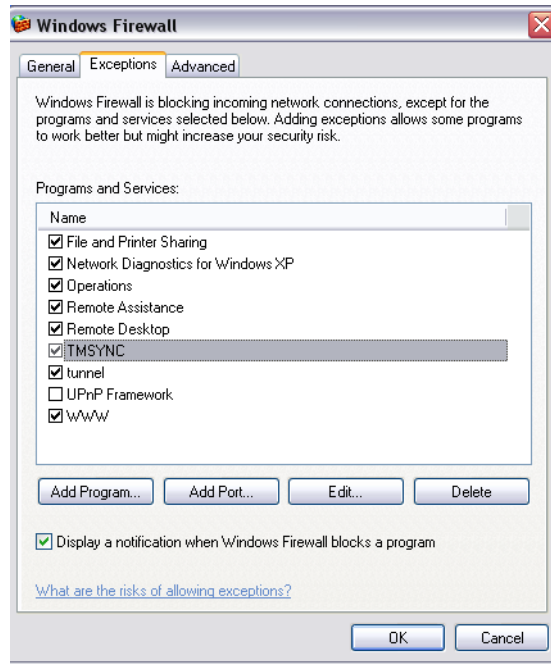 Windows Firewall
General Exceptions Advanced
Windows Firewall is blocking incoming network connections, except for the
programs and services selected below. Adding exceptions allows some programs
to work better but might increase your security risk.
Programs and Services:
Name
File and Printer Sharing
Network Diagnostics for Windows XP
Operations
Remote Assistance
Remote Desktop
TMSYNC
tunnel
UPnP Framework
WWW
Add Program... Add Port... Edit... Delete
Display a notification when Windows Firewall blocks a program
What are the risks of allowing exceptions?
OK Cancel